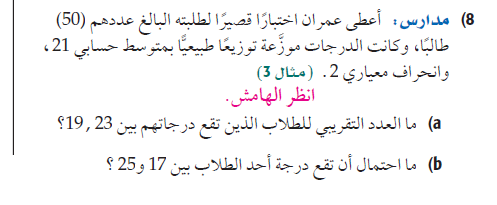 8) مدارس: أعطى عمران اختبارًا قصيرًا لطلبته البالغ عددهم (50)
طالبًا، وكانت الدرجات موزَّعة توزيعًا طبيعيًّا بمتوسط حسابي 21،
وانحراف معياري 2. (مثال 3)
انظر الهامش.
a) ما العدد التقريبي للطلاب الذين تقع درجاتهم بين 23 , 19؟
b) ما احتمال أن تقع درجة أحد الطلاب بين 17 و 25 ؟